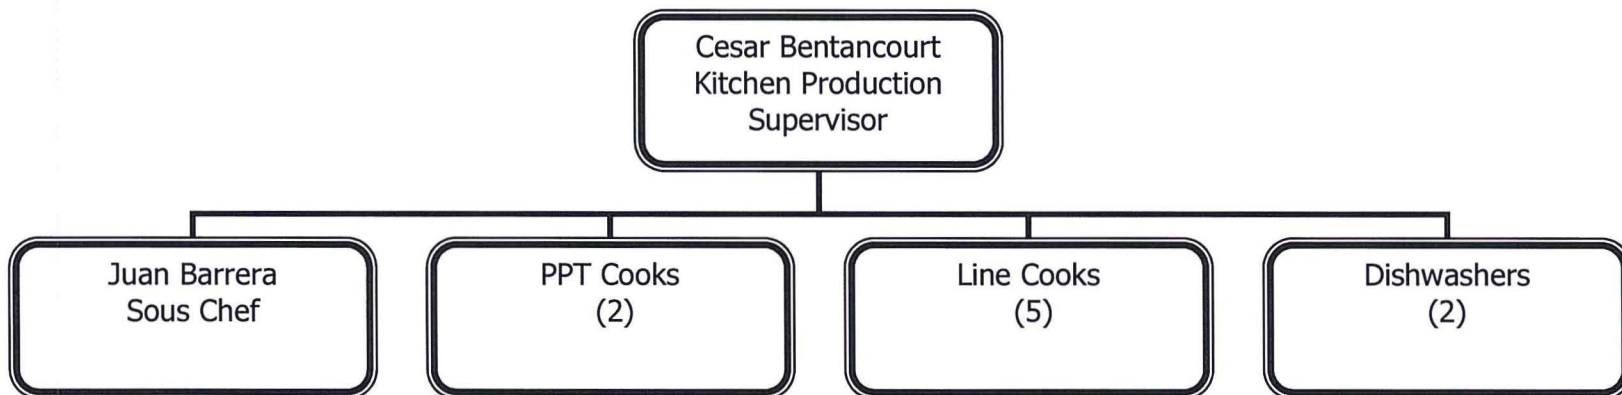 Cesar Bentancourt
Kitchen Production
Supervisor
Juan Barrera
Sous Chef
PPT Cooks
(2)
Line Cooks
(5)
Dishwashers
(2)